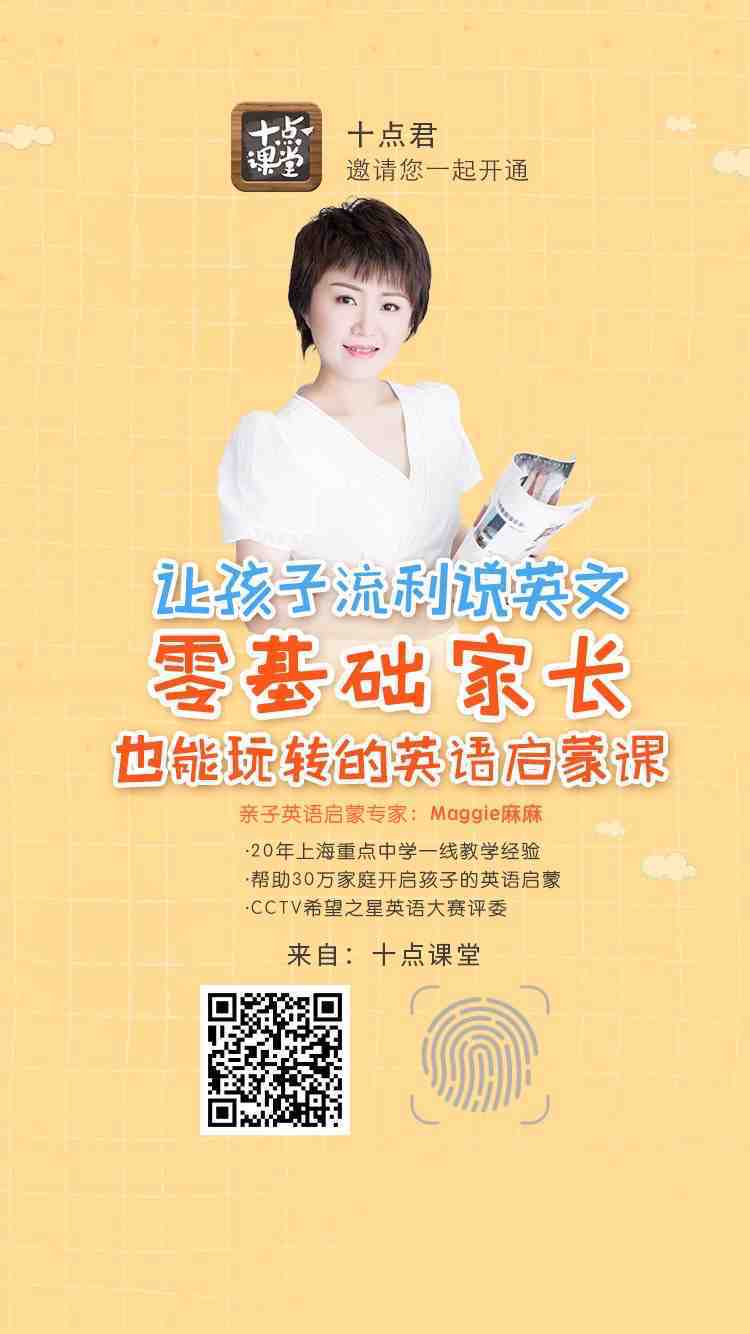 十点
课堂
十点君
邀请您一起开通
让孩子流利说英文
零基础家长
也能玩转的英语启蒙课
亲子英语启蒙专家：Maggie麻麻
·20年上海重点中学一线教学经验
·帮助30万家庭开启孩子的英语启蒙
·CCTV希望之星英语大赛评委
来自：十点课堂